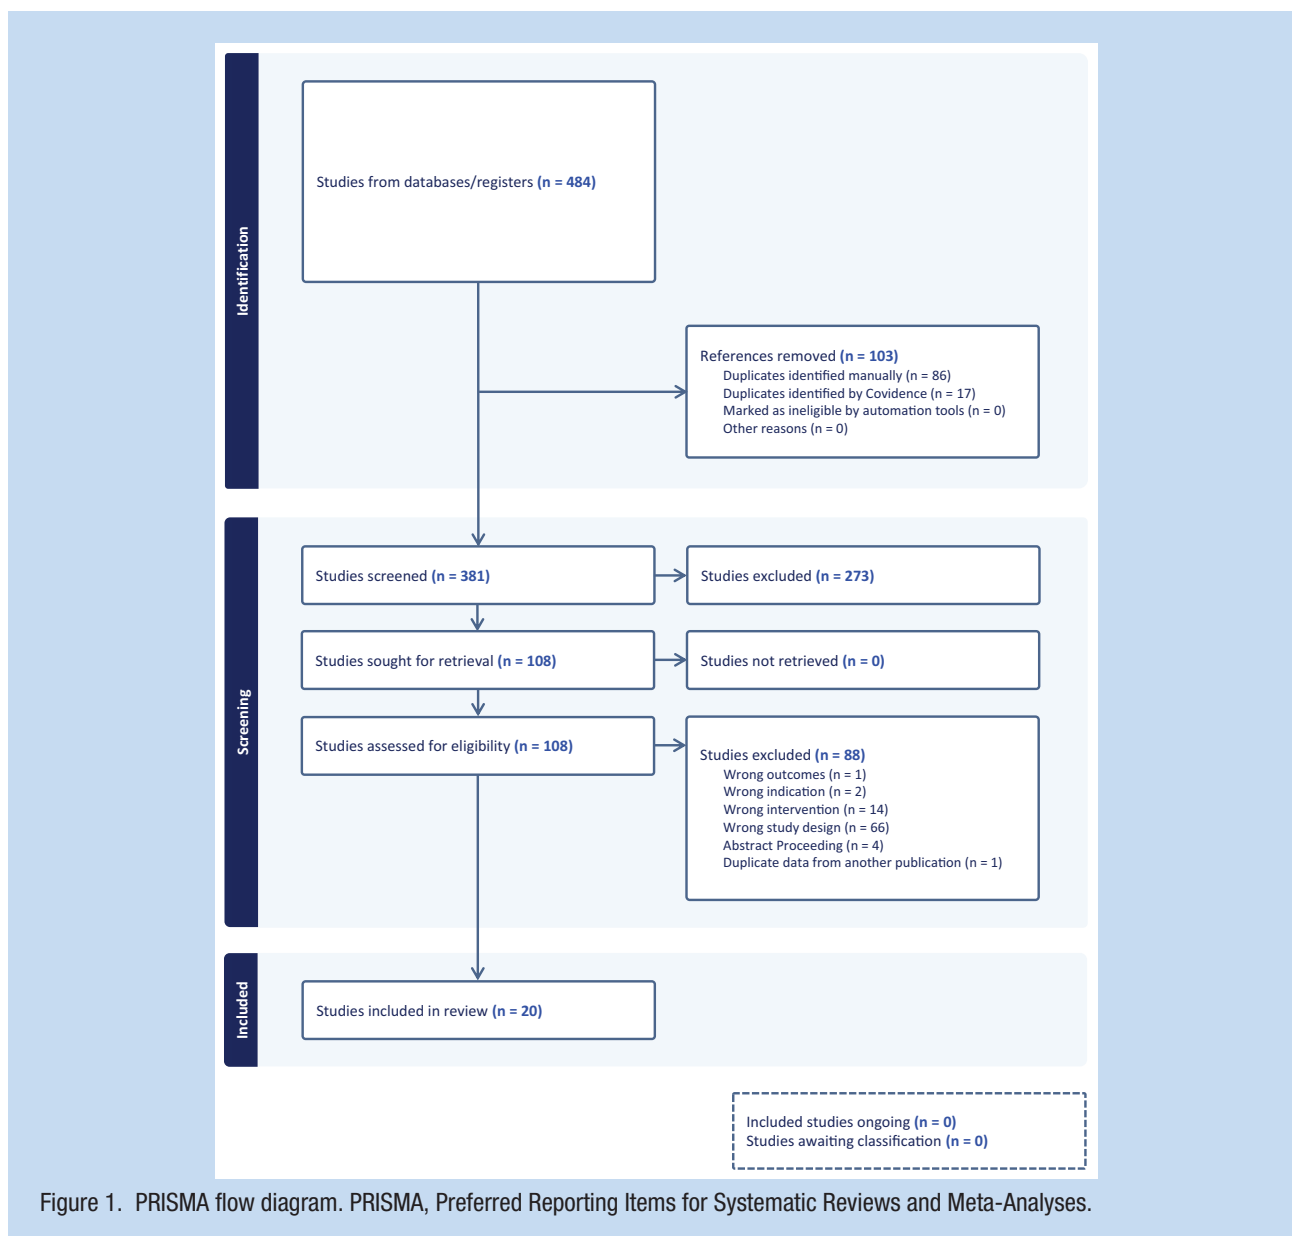 Identification
Studies from databases/registers (n = 484)
References removed (n = 103)
Duplicates identified manually (n = 86)
Duplicates identified by Covidence (n = 17)
Marked as ineligible by automation tools (n = 0)
Other reasons (n = 0)
Screening
Studies screened (n = 381)
Studies excluded (n = 273)
Studies sought for retrieval (n = 108)
Studies not retrieved (n = 0)
Studies assessed for eligibility (n = 108)
Studies excluded (n = 88)
Wrong outcomes (n = 1)
Wrong indication (n = 2)
Wrong intervention (n = 14)
Wrong study design (n = 66)
Abstract Proceeding (n = 4)
Duplicate data from another publication (n = 1)
Included
Studies included in review (n = 20)
Included studies ongoing (n = 0)
Studies awaiting classification (n = 0)
Figure 1. PRISMA flow diagram. PRISMA, Preferred Reporting Items for Systematic Reviews and Meta-Analyses.